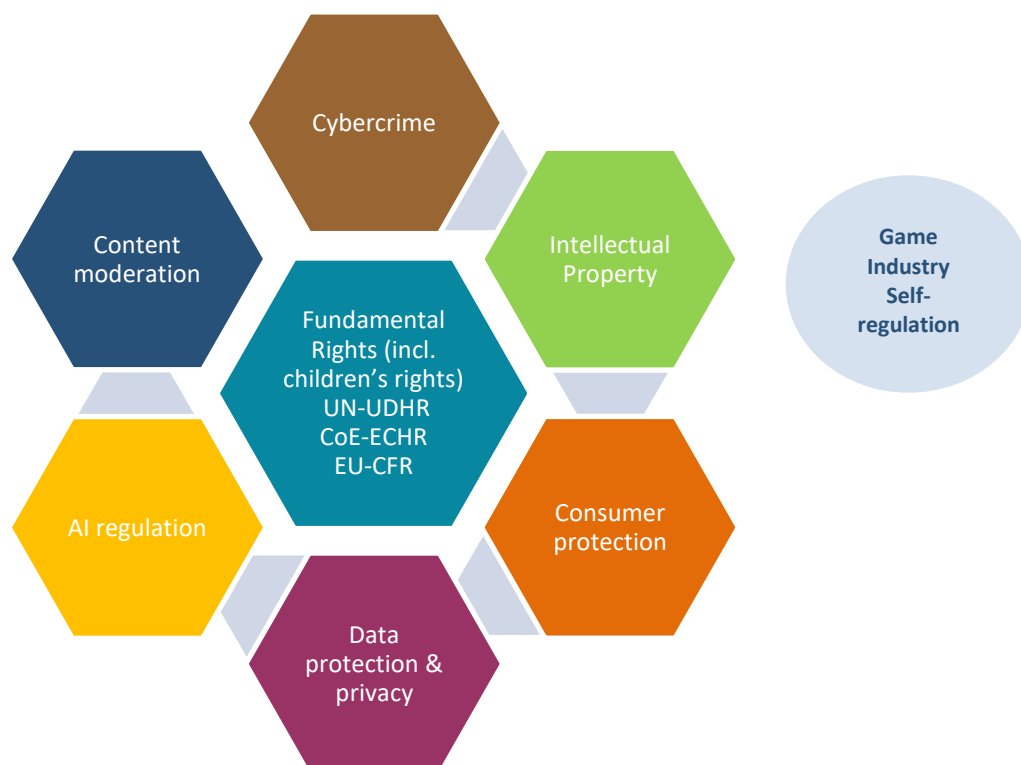 Cybercrime
Content
moderation
Intellectual
Property
Game
Industry
Self-
regulation
Fundamental
Rights (incl.
children’s rights)
UN-UDHR
CoE-ECHR
EU-CFR
AI regulation
Consumer
protection
Data
protection &
privacy